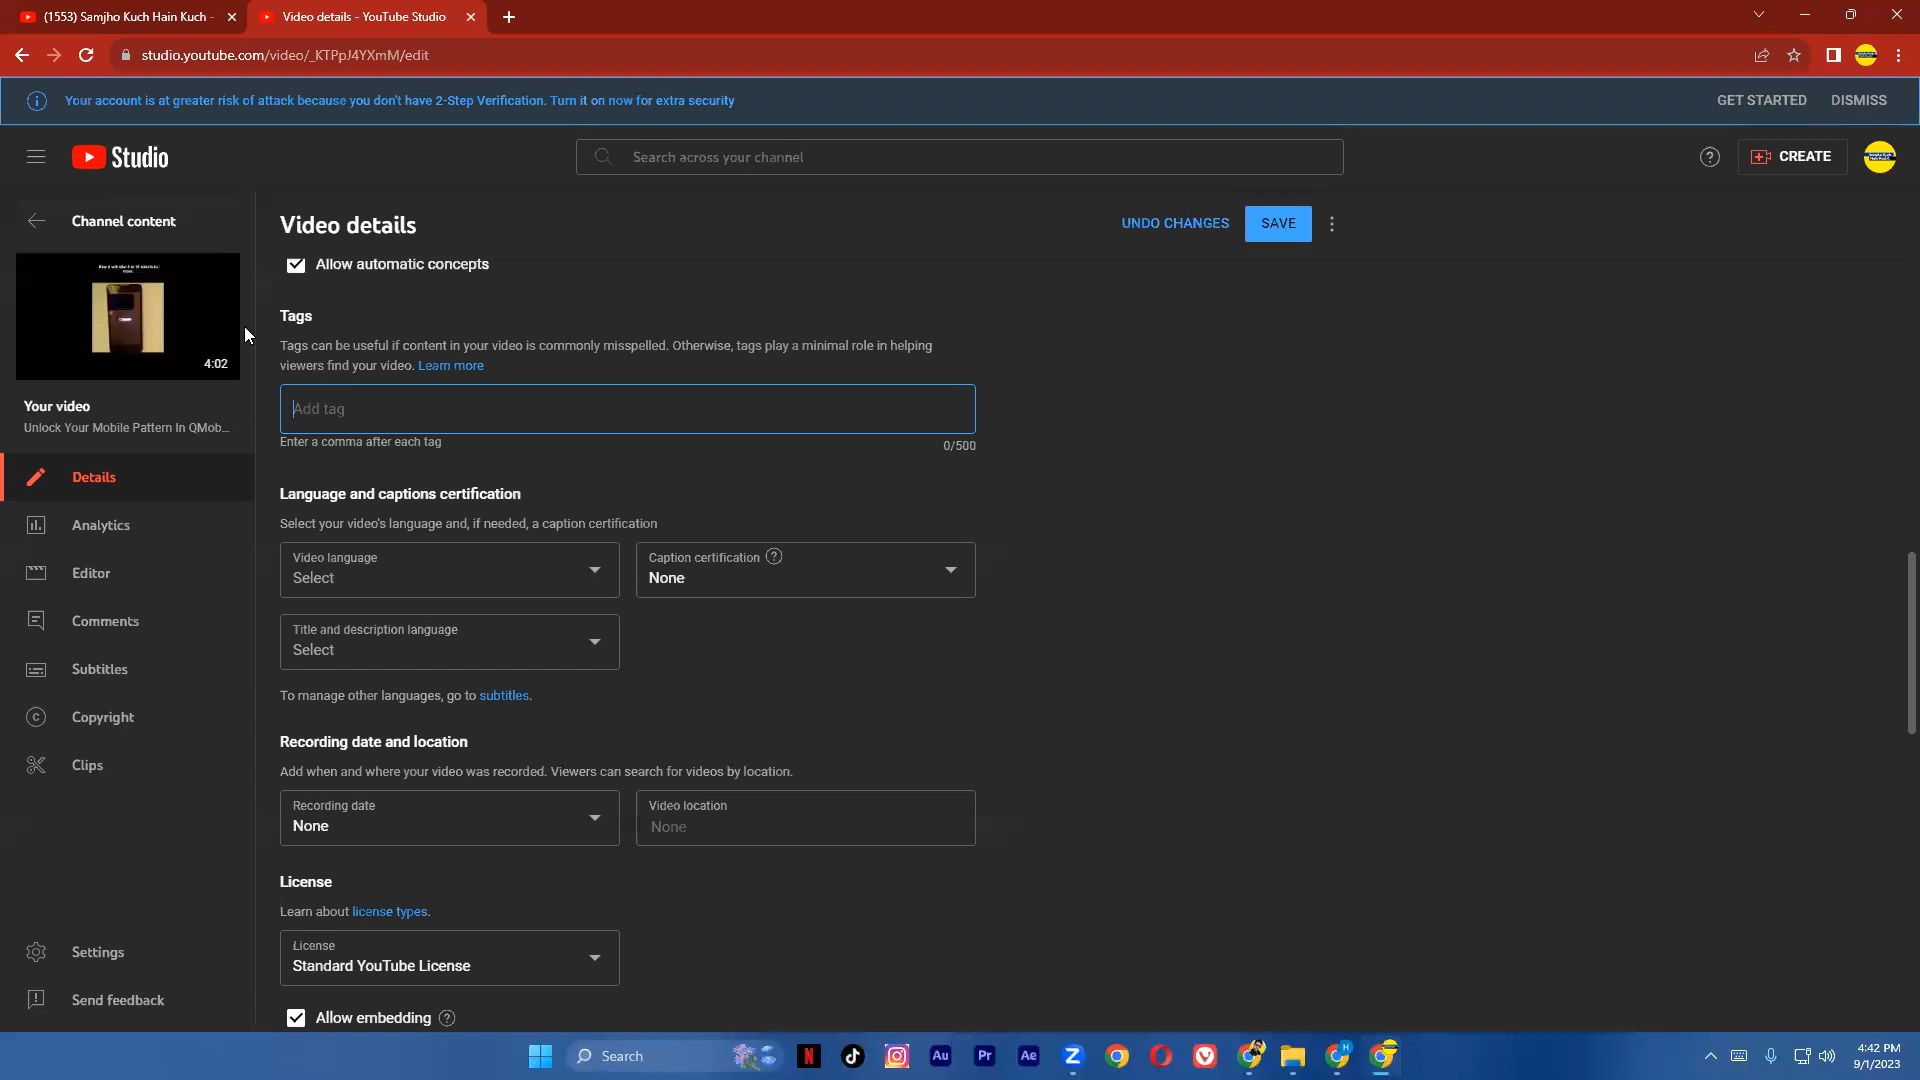 (1553) Samjho Kuch Hain Kuch -
Video details - YouTube Studio
studio.youtube.com/video/_KTPpJ4YXmM/edit
Your account is at greater risk of attack because you don't have 2-Step Verification. Turn it on now for extra security
GET STARTED
DISMISS
Studio
Search across your channel
CREATE
Channel content
Video details
UNDO CHANGES
SAVE
Allow automatic concepts
4:02
Your video
Unlock Your Mobile Pattern In QMob...
Tags
Tags can be useful if content in your video is commonly misspelled. Otherwise, tags play a minimal role in helping
viewers find your video. Learn more
Add tag
Enter a comma after each tag
0/500
Details
Analytics
Editor
Comments
Subtitles
Copyright
Clips
Settings
Send feedback
Language and captions certification
Select your video's language and, if needed, a caption certification
Video language
Select
Caption certification
None
Title and description language
Select
To manage other languages, go to subtitles.
Recording date and location
Add when and where your video was recorded. Viewers can search for videos by location.
Recording date
None
Video location
None
License
Learn about license types.
License
Standard YouTube License
Allow embedding
Search
Au
Pr
Ae
4:42 PM
9/1/2023